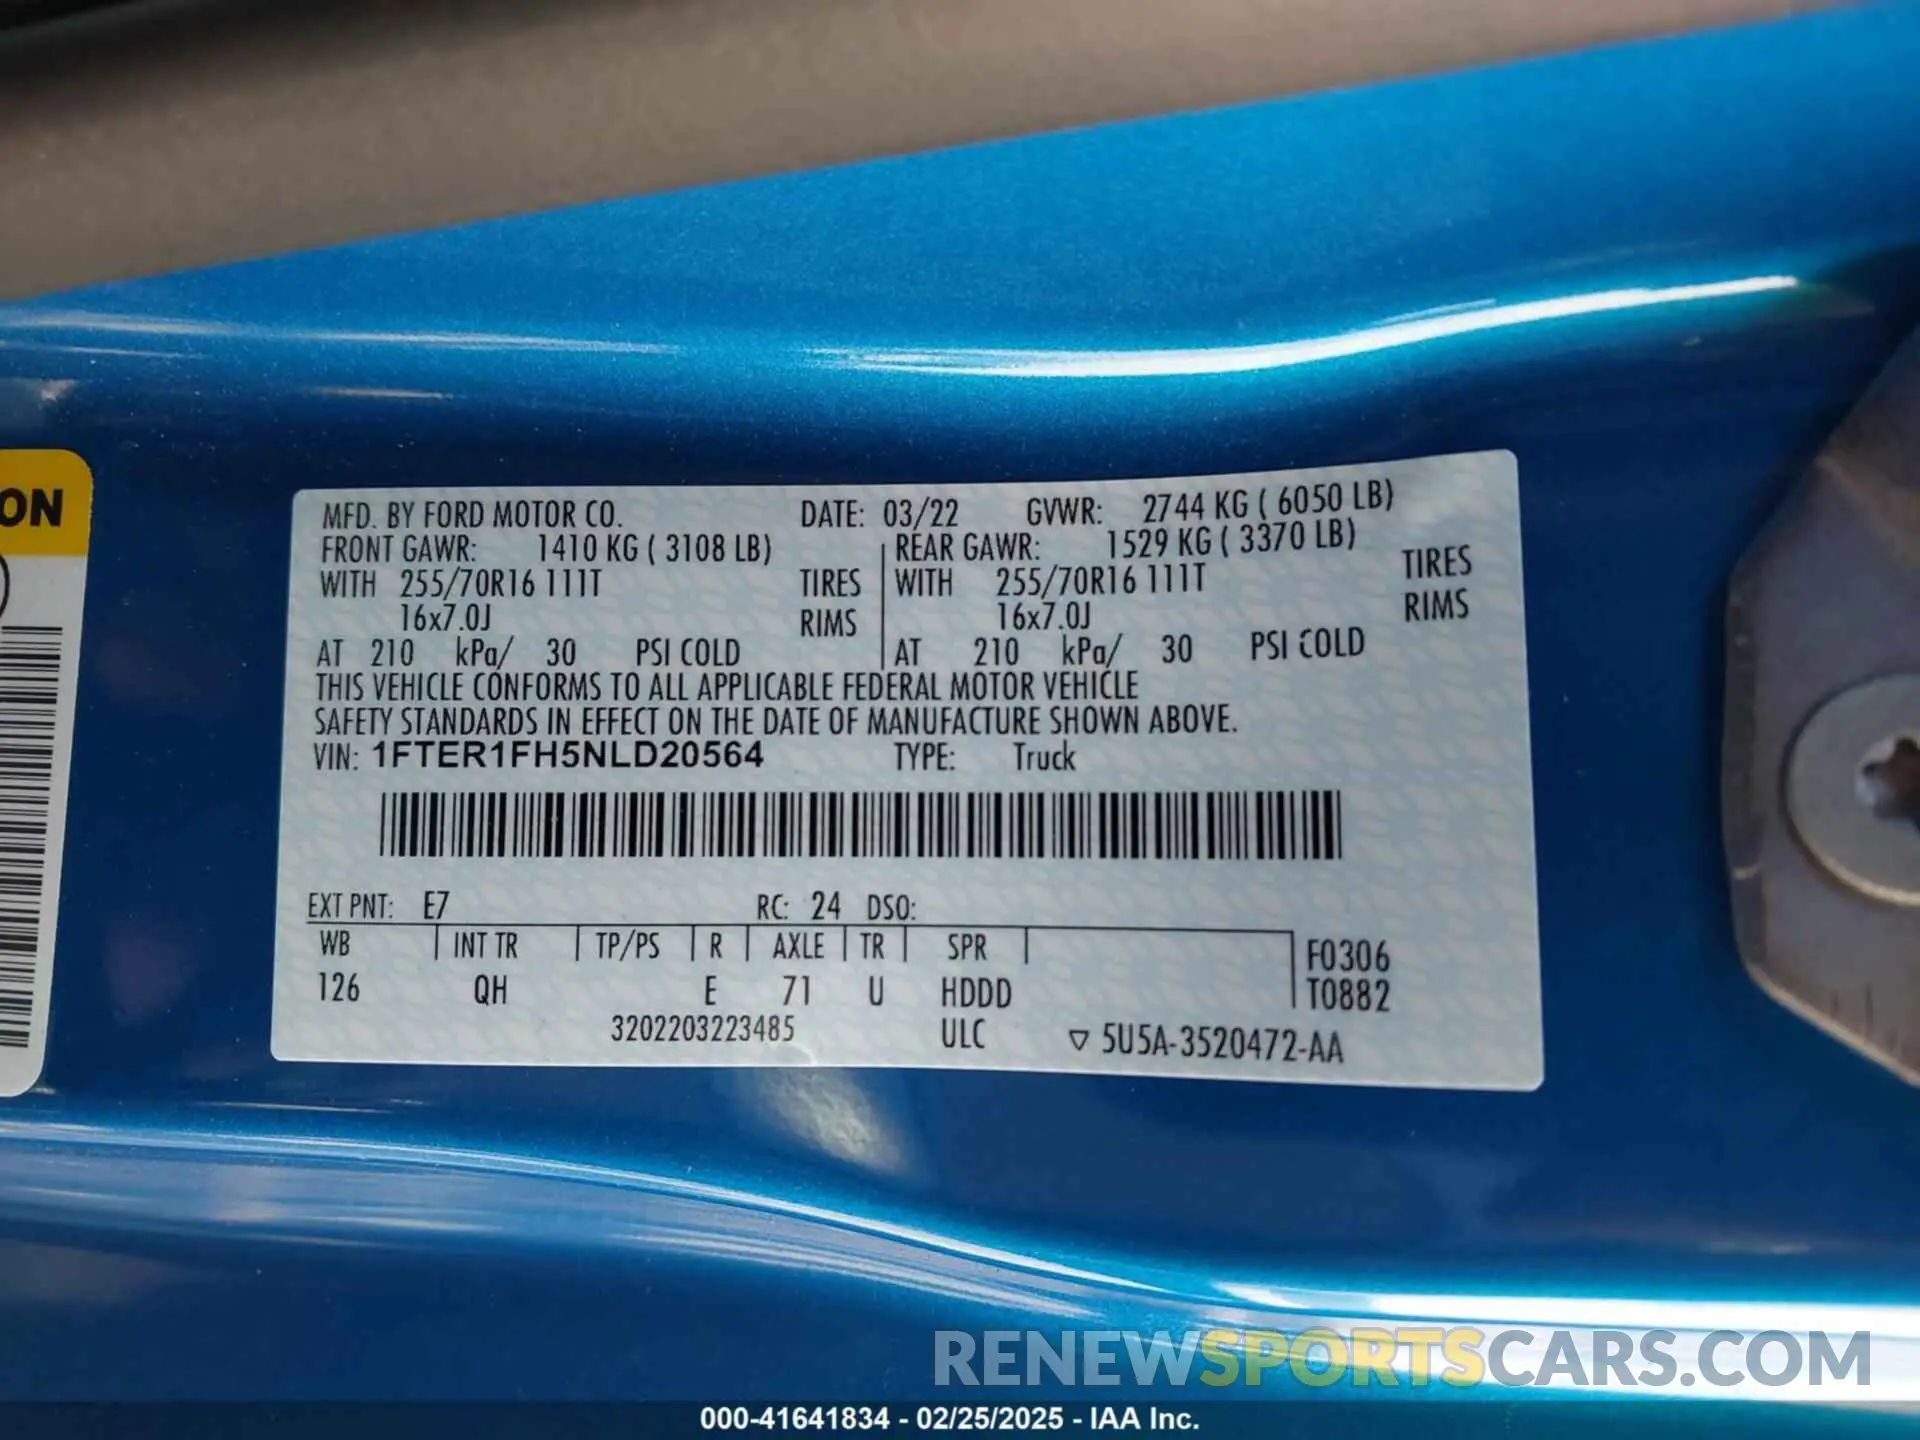 ON
MFD. BY FORD MOTOR CO. DATE: 03/22 GVWR: 2744 KG ( 6050 LB)
FRONT GAWR: 1410 KG ( 3108 LB) REAR GAWR: 1529 KG ( 3370 LB)
WITH 255/70R16 111T TIRES WITH 255/70R16 111T TIRES
16x7.0J RIMS 16x7.0J RIMS
AT 210 kPa/ 30 PSI COLD AT 210 kPa/ 30 PSI COLD
THIS VEHICLE CONFORMS TO ALL APPLICABLE FEDERAL MOTOR VEHICLE
SAFETY STANDARDS IN EFFECT ON THE DATE OF MANUFACTURE SHOWN ABOVE.
VIN: 1FTER1FH5NLD20564 TYPE: Truck
EXT PNT: E7 RC: 24 DSO:
WB INT TR TP/PS R AXLE TR SPR F0306
126 QH E 71 U HDDD T0882
3202203223485 ULC ▽ 5U5A-3520472-AA
RENEWSPORTSCARS.COM
000-41641834 - 02/25/2025 - IAA Inc.